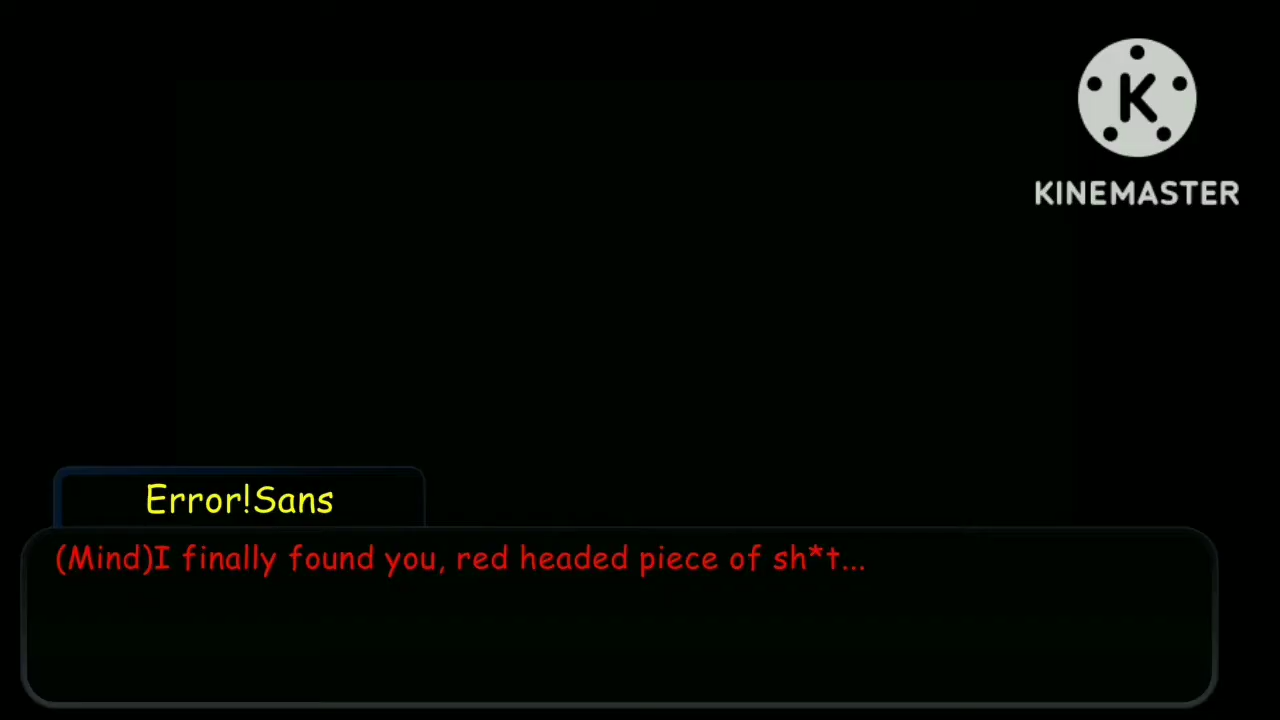 K
KINEMASTER
Error!Sans
(Mind)I finally found you, red headed piece of sh*t...